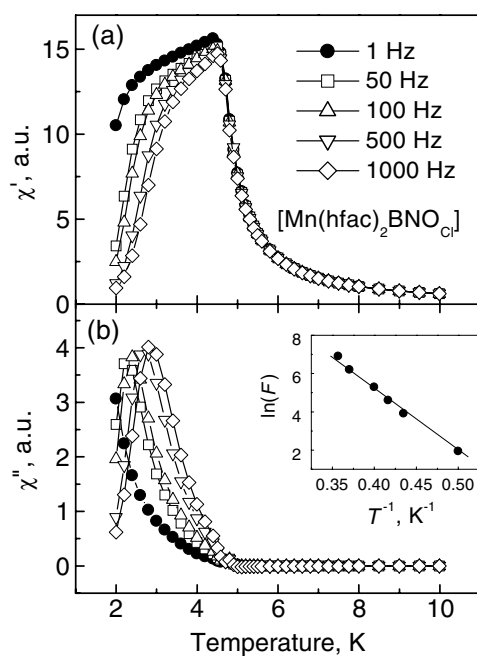 (a)
χ', a.u.
15
10
5
0
1 Hz
50 Hz
100 Hz
500 Hz
1000 Hz
[Mn(hfac)₂BNO_Cl]
(b)
χ", a.u.
4
3
2
1
0
ln(F)
8
6
4
2
0.35 0.40 0.45 0.50
T⁻¹, K⁻¹
2 4 6 8 10
Temperature, K